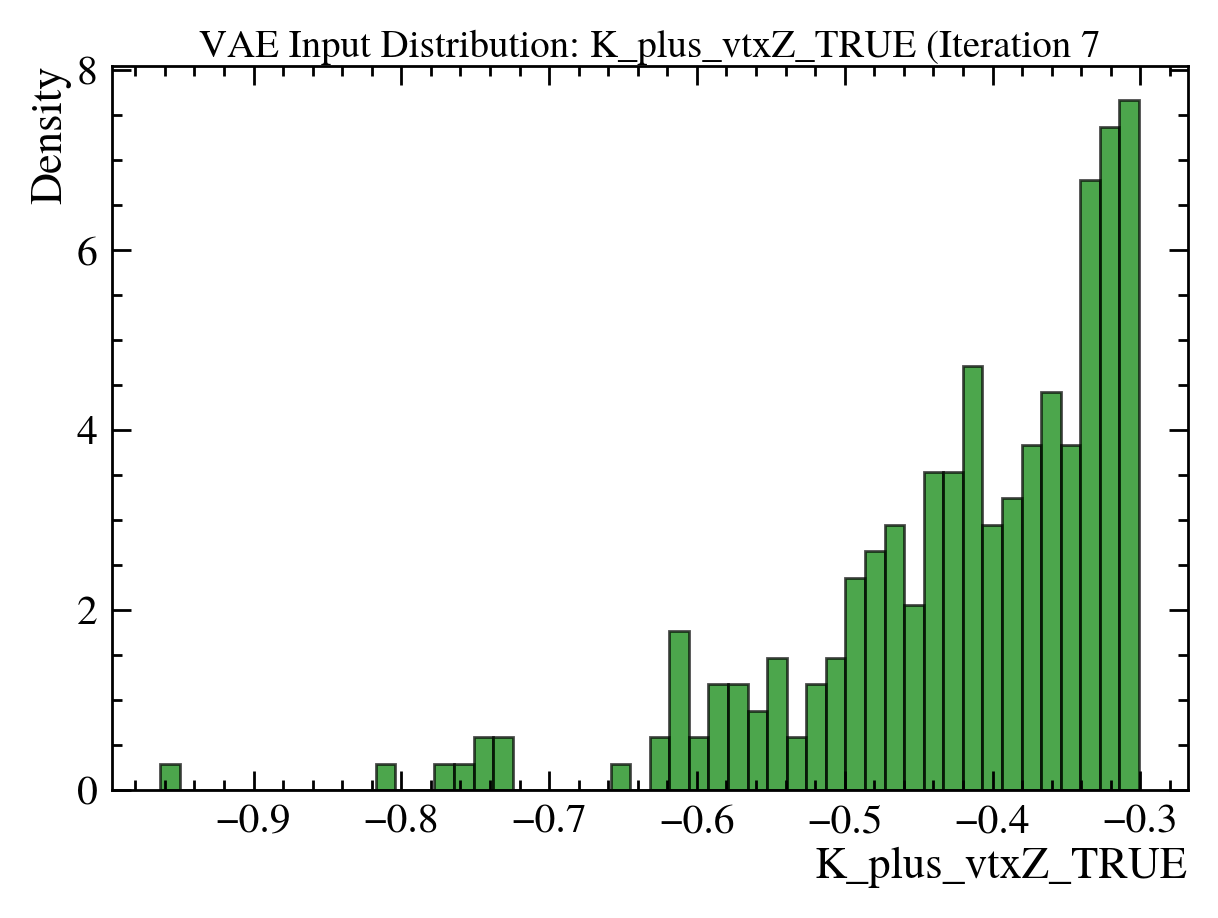 VAE Input Distribution: K_plus_vtxZ_TRUE (Iteration 7
Density
8
6
4
2
0
−0.9 −0.8 −0.7 −0.6 −0.5 −0.4 −0.3
K_plus_vtxZ_TRUE